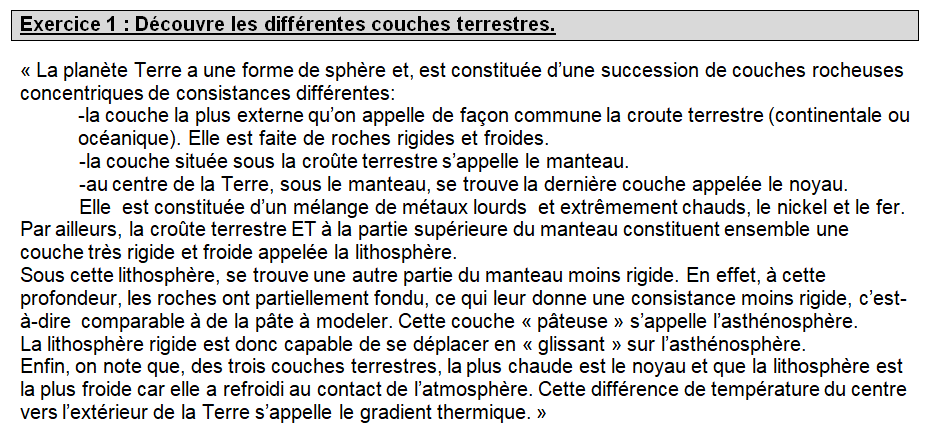 Exercice 1 : Découvre les différentes couches terrestres.
« La planète Terre a une forme de sphère et, est constituée d’une succession de couches rocheuses
concentriques de consistances différentes:
-la couche la plus externe qu’on appelle de façon commune la croute terrestre (continentale ou
océanique). Elle est faite de roches rigides et froides.
-la couche située sous la croûte terrestre s’appelle le manteau.
-au centre de la Terre, sous le manteau, se trouve la dernière couche appelée le noyau.
Elle est constituée d’un mélange de métaux lourds et extrêmement chauds, le nickel et le fer.
Par ailleurs, la croûte terrestre ET à la partie supérieure du manteau constituent ensemble une
couche très rigide et froide appelée la lithosphère.
Sous cette lithosphère, se trouve une autre partie du manteau moins rigide. En effet, à cette
profondeur, les roches ont partiellement fondu, ce qui leur donne une consistance moins rigide, c’est-
à-dire comparable à de la pâte à modeler. Cette couche « pâteuse » s’appelle l’asthénosphère.
La lithosphère rigide est donc capable de se déplacer en « glissant » sur l’asthénosphère.
Enfin, on note que, des trois couches terrestres, la plus chaude est le noyau et que la lithosphère est
la plus froide car elle a refroidi au contact de l’atmosphère. Cette différence de température du centre
vers l’extérieur de la Terre s’appelle le gradient thermique. »